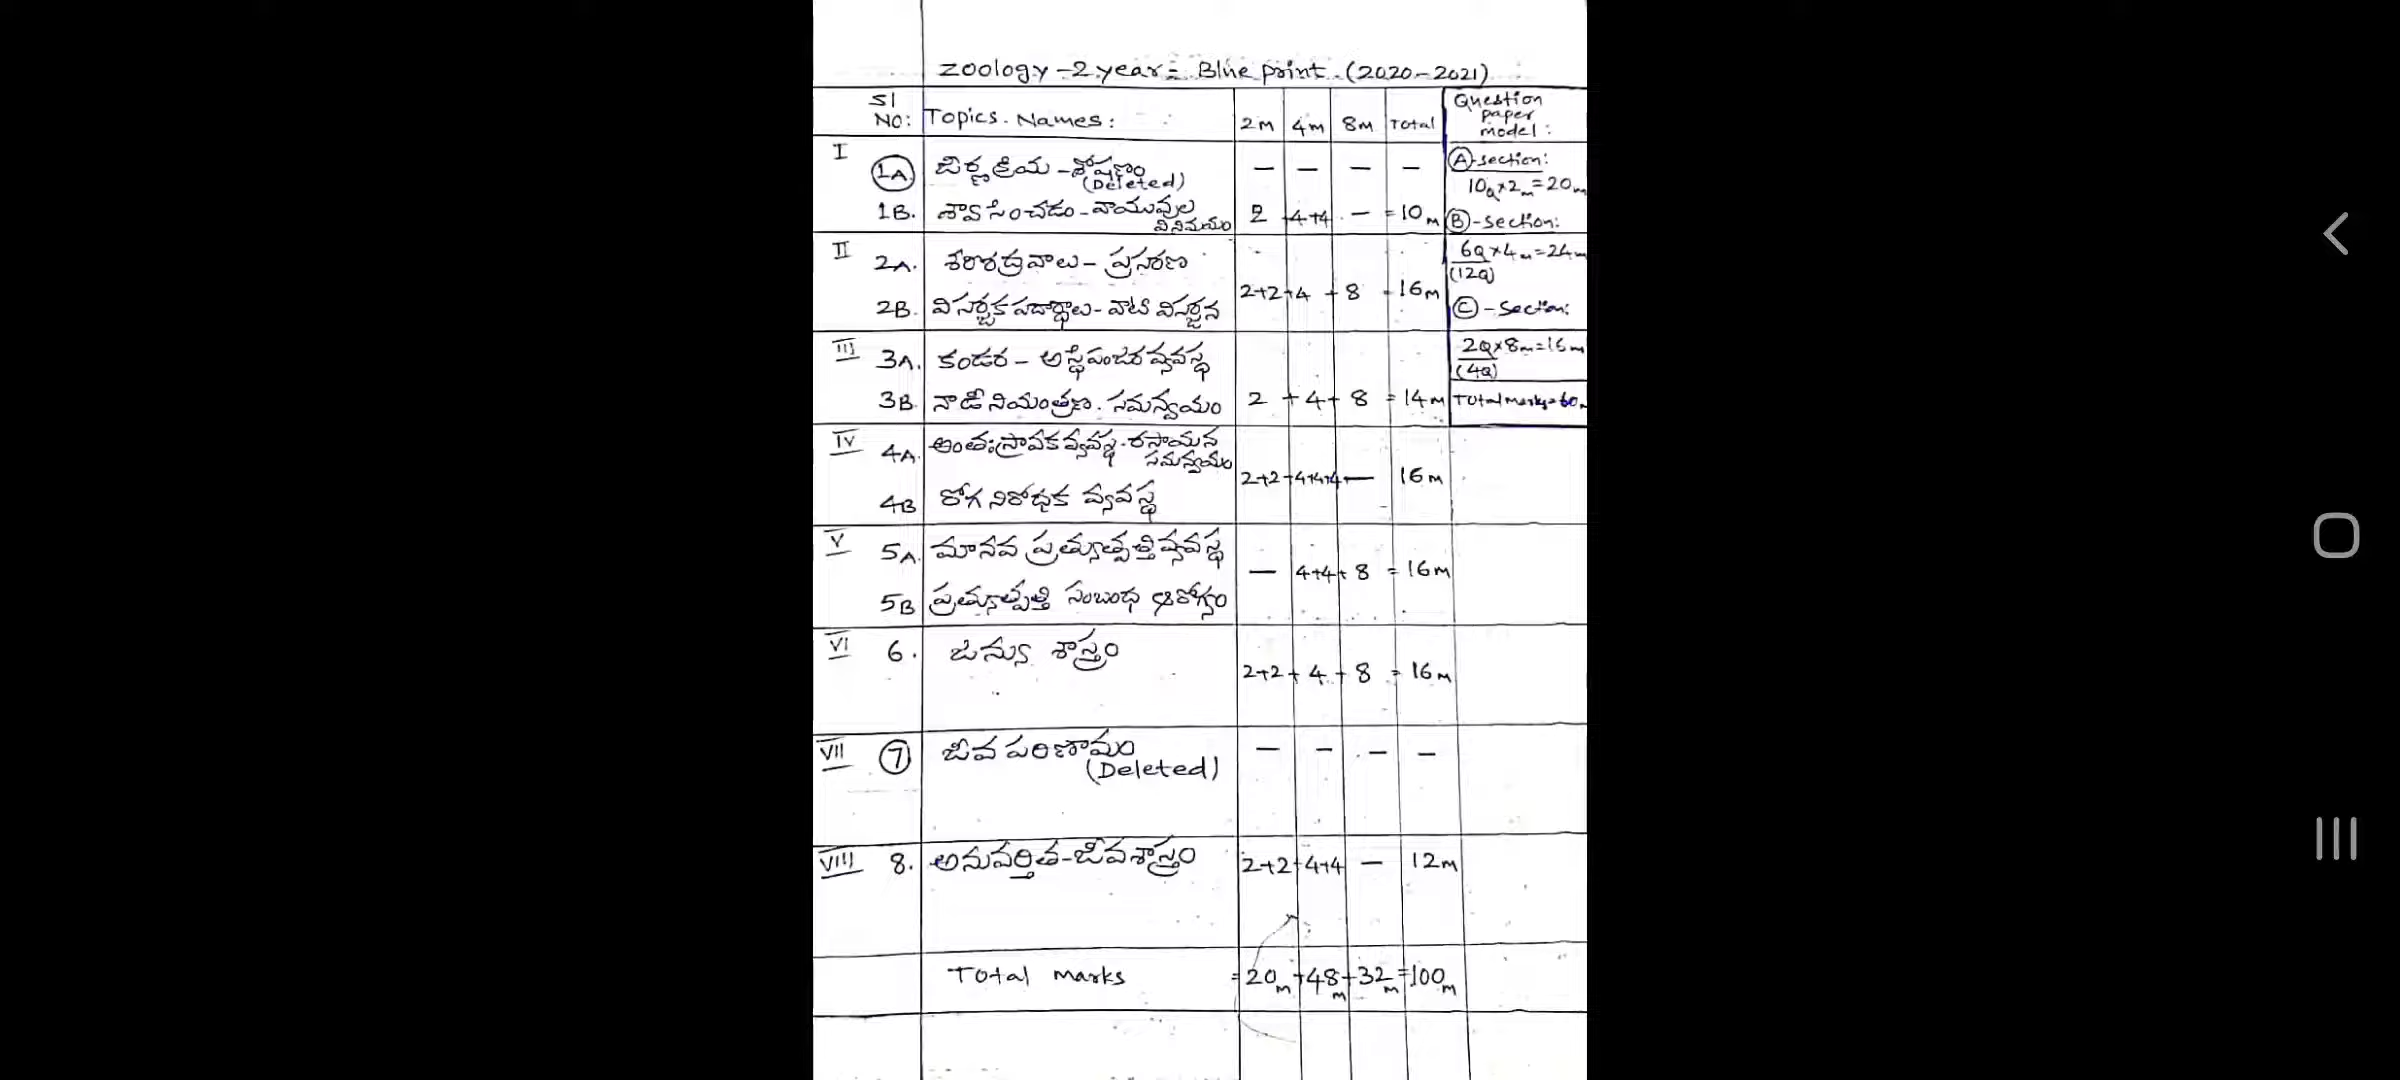 Zoology-2 year = Blue print. (2020-2021)
Sl No: Topics. Names: 2M 4M 8M Total Question paper model:
I
1A. జీర్ణక్రియ - శోషణం (Deleted) — — — —
1B. శ్వాసించడం - వాయువుల వినిమయం 2 +4+4 — =10M
II
2A. శరీరద్రవాలు - ప్రసరణ
2B. విసర్జక పదార్థాలు - వాటి విసర్జన 2+2+4 +8 -16M
III
3A. కండర - అస్థిపంజర వ్యవస్థ
3B. నాడీ నియంత్రణ. సమన్వయం 2 +4+ 8 =14M
IV
4A. అంతఃస్రావక వ్యవస్థ - రసాయన సమన్వయం
4B రోగ నిరోధక వ్యవస్థ 2+2+4+4+4— 16M
V
5A. మానవ ప్రత్యుత్పత్తి వ్యవస్థ
5B ప్రత్యుత్పత్తి సంబంధ ఆరోగ్యం — 4+4+ 8 =16M
VI
6. జన్యు శాస్త్రం 2+2+ 4 + 8 =16M
VII
7 జీవ పరిణామం (Deleted) — — — —
VIII
8. అనువర్తిత-జీవశాస్త్రం 2+2+4+4 — 12M
Total marks =20M+48M+32M=100M
A-section:
10Q×2M=20M
B-section:
6Q×4M=24M
(12Q)
C-section:
2Q×8M=16M
(4Q)
Total marks=60M